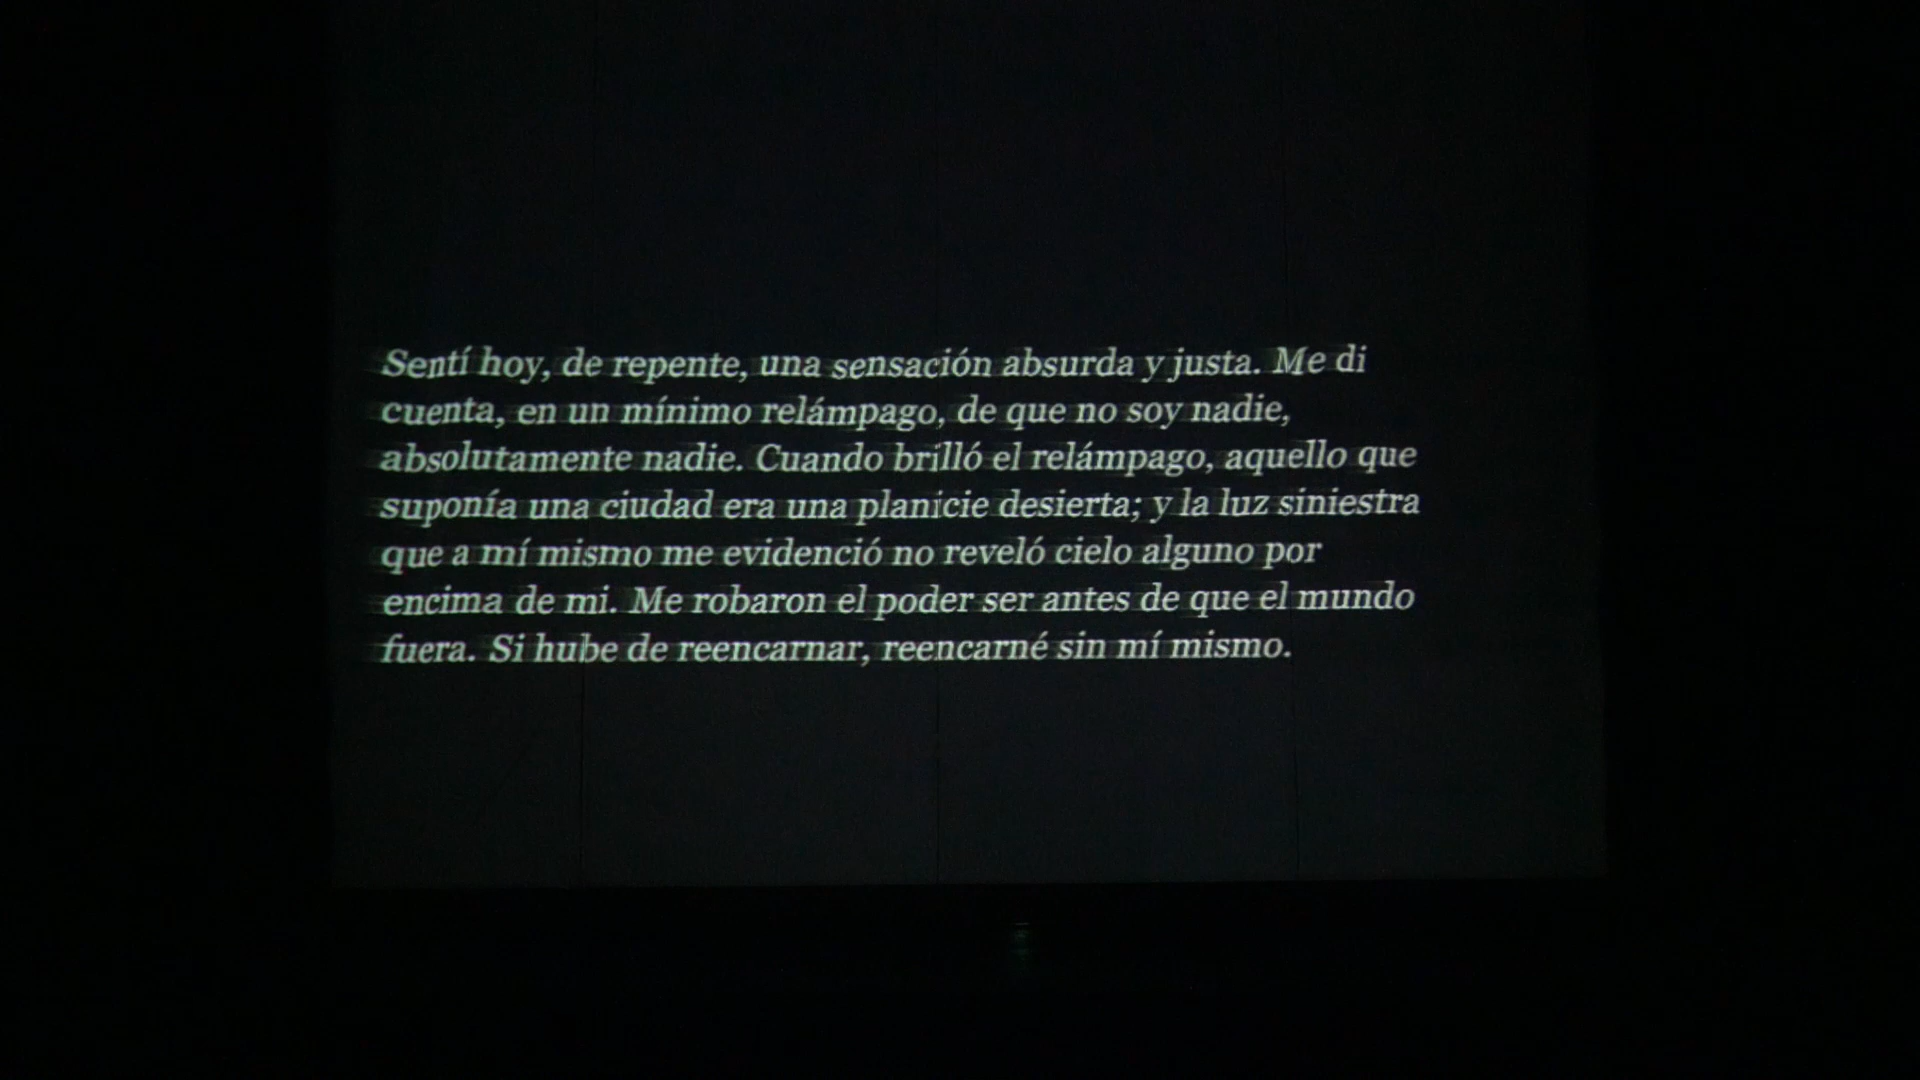 Sentí hoy, de repente, una sensación absurda y justa. Me di
cuenta, en un mínimo relámpago, de que no soy nadie,
absolutamente nadie. Cuando brilló el relámpago, aquello que
suponía una ciudad era una planicie desierta; y la luz siniestra
que a mí mismo me evidenció no reveló cielo alguno por
encima de mi. Me robaron el poder ser antes de que el mundo
fuera. Si hube de reencarnar, reencarné sin mí mismo.